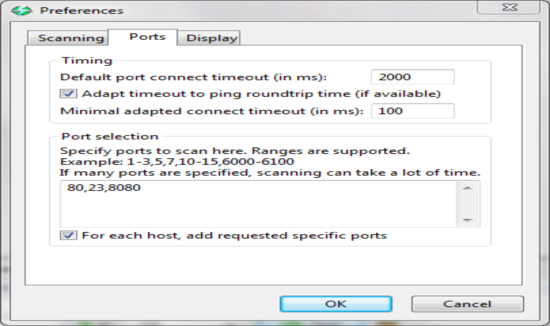 Preferences
Scanning Ports Display
Timing
Default port connect timeout (in ms): 2000
Adapt timeout to ping roundtrip time (if available)
Minimal adapted connect timeout (in ms): 100
Port selection
Specify ports to scan here. Ranges are supported.
Example: 1-3,5,7,10-15,6000-6100
If many ports are specified, scanning can take a lot of time.
80,23,8080
For each host, add requested specific ports
OK Cancel